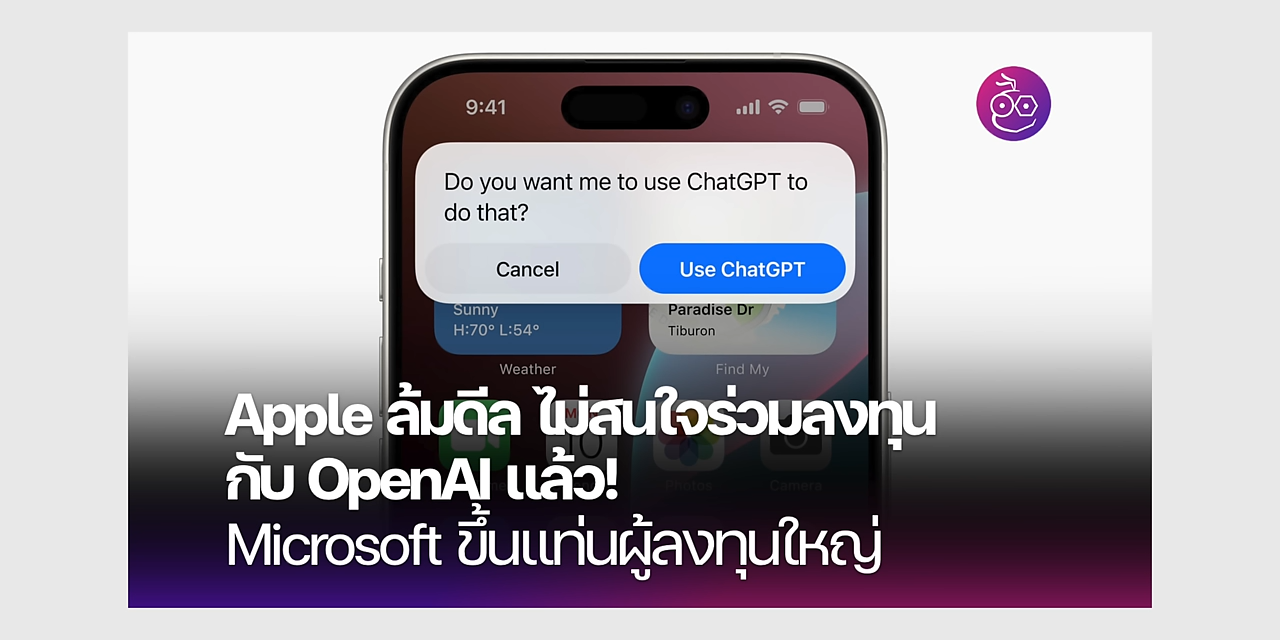 9:41
Do you want me to use ChatGPT to
do that?
Cancel
Use ChatGPT
Sunny
H:70° L:54°
Paradise Dr
Tiburon
Weather
Find My
Apple ล้มดีล ไม่สนใจร่วมลงทุน
กับ OpenAI แล้ว!
Photos
Camera
Microsoft ขึ้นแท่นผู้ลงทุนใหญ่